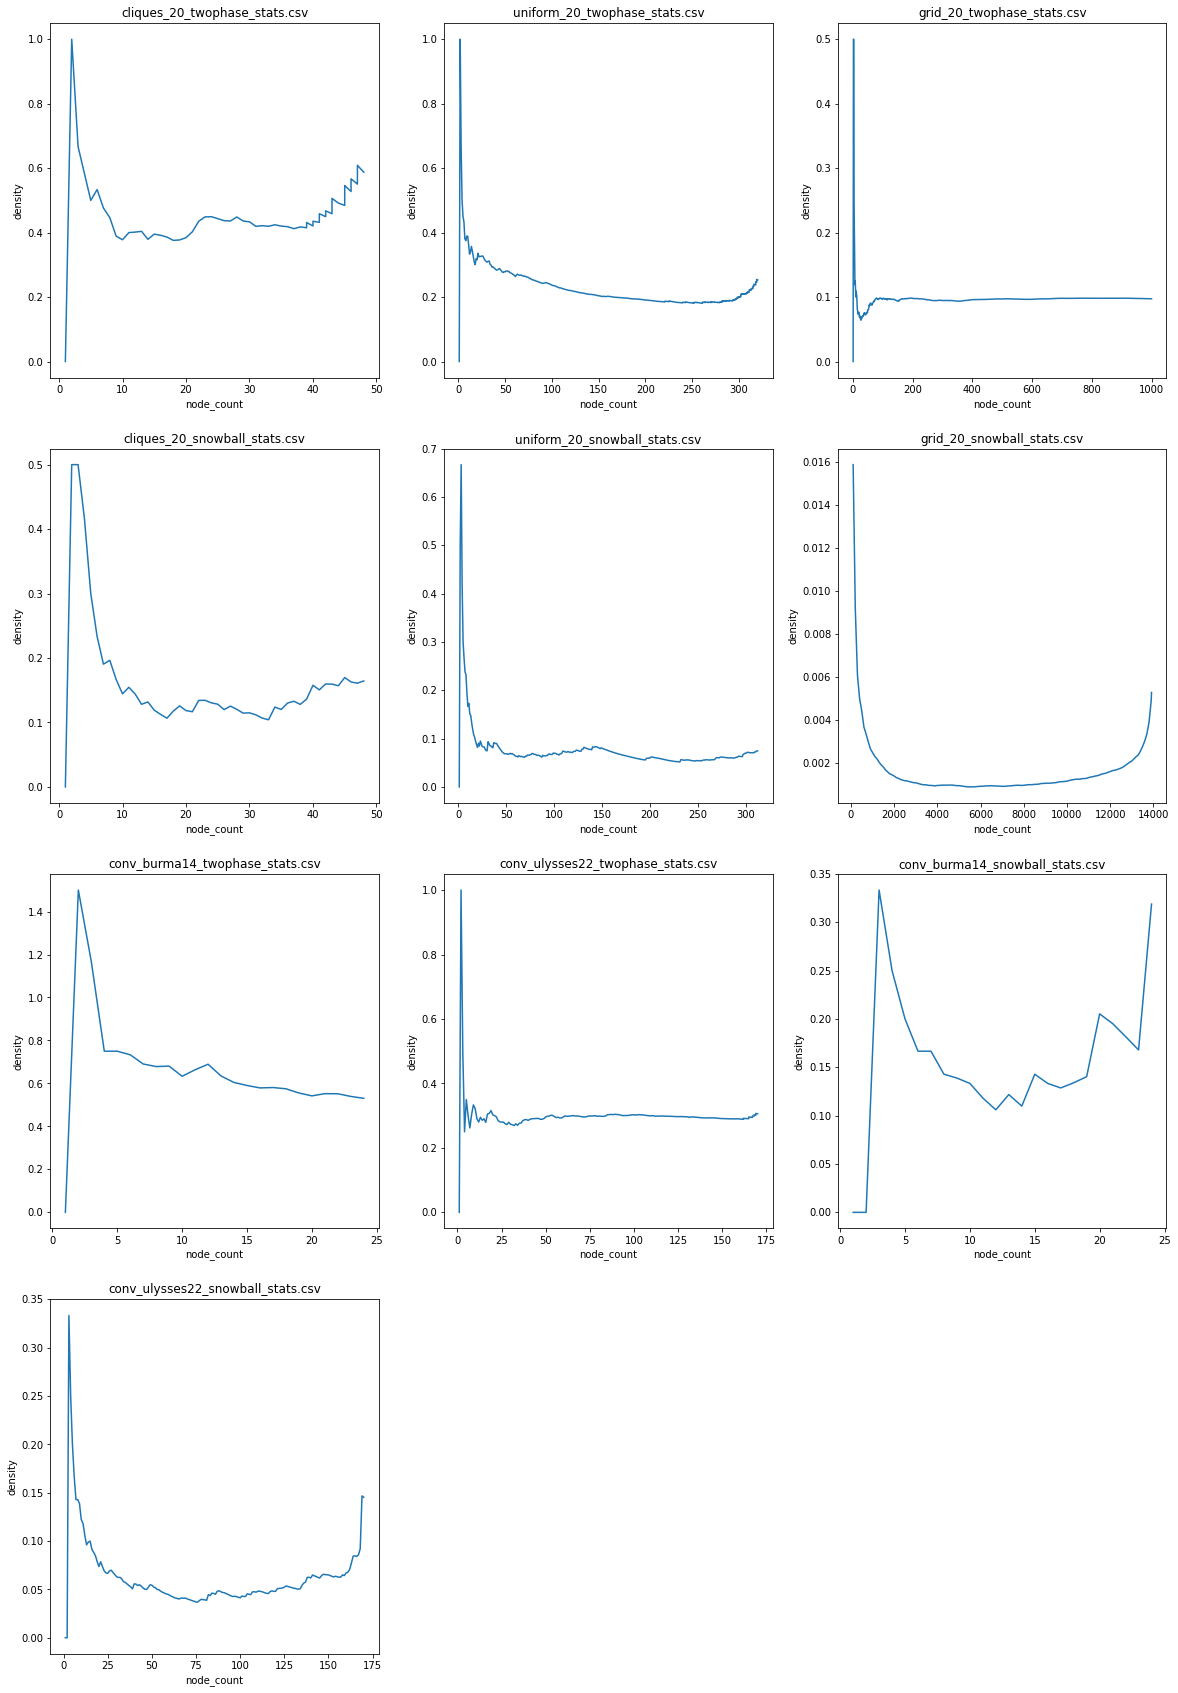 cliques_20_twophase_stats.csv
1.0
0.8
0.6
0.4
0.2
0.0
density
0 10 20 30 40 50
node_count
uniform_20_twophase_stats.csv
1.0
0.8
0.6
0.4
0.2
0.0
density
0 50 100 150 200 250 300
node_count
grid_20_twophase_stats.csv
0.5
0.4
0.3
0.2
0.1
0.0
density
0 200 400 600 800 1000
node_count
cliques_20_snowball_stats.csv
0.5
0.4
0.3
0.2
0.1
0.0
density
0 10 20 30 40 50
node_count
uniform_20_snowball_stats.csv
0.7
0.6
0.5
0.4
0.3
0.2
0.1
0.0
density
0 50 100 150 200 250 300
node_count
grid_20_snowball_stats.csv
0.016
0.014
0.012
0.010
0.008
0.006
0.004
0.002
density
0 2000 4000 6000 8000 10000 12000 14000
node_count
conv_burma14_twophase_stats.csv
1.4
1.2
1.0
0.8
0.6
0.4
0.2
0.0
density
0 5 10 15 20 25
node_count
conv_ulysses22_twophase_stats.csv
1.0
0.8
0.6
0.4
0.2
0.0
density
0 25 50 75 100 125 150 175
node_count
conv_burma14_snowball_stats.csv
0.35
0.30
0.25
0.20
0.15
0.10
0.05
0.00
density
0 5 10 15 20 25
node_count
conv_ulysses22_snowball_stats.csv
0.35
0.30
0.25
0.20
0.15
0.10
0.05
0.00
density
0 25 50 75 100 125 150 175
node_count